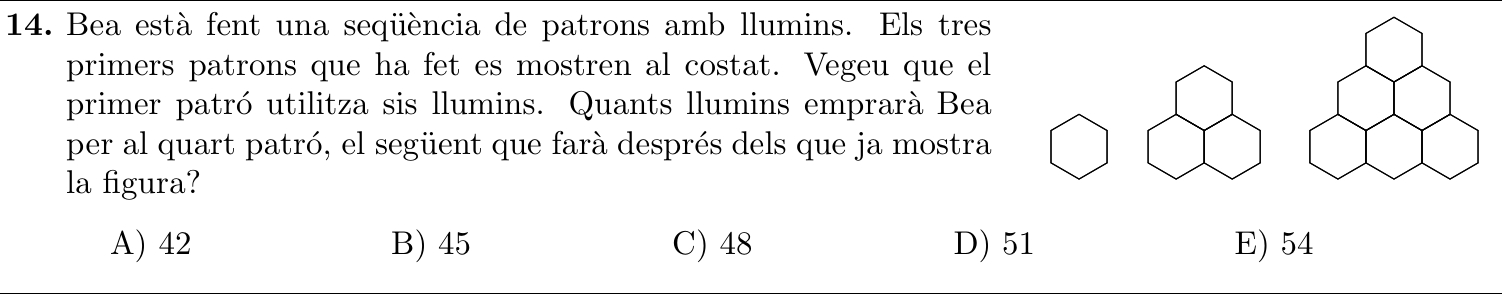 14. Bea està fent una seqüència de patrons amb llumins. Els tres
primers patrons que ha fet es mostren al costat. Vegeu que el
primer patró utilitza sis llumins. Quants llumins emprarà Bea
per al quart patró, el següent que farà després dels que ja mostra
la figura?
A) 42 B) 45 C) 48 D) 51 E) 54